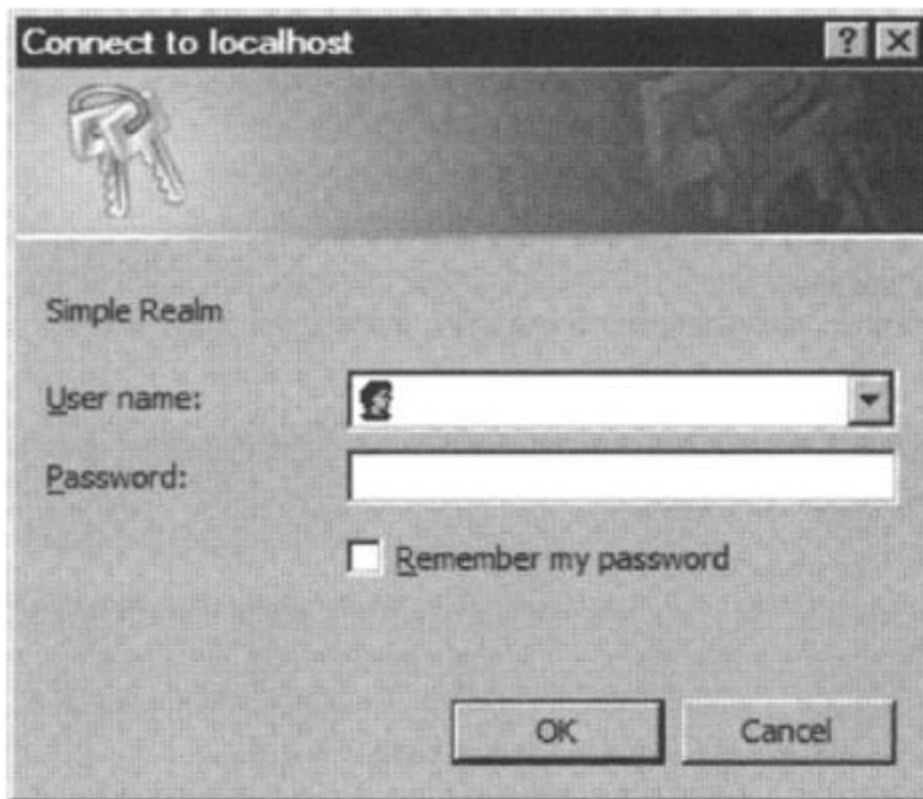 Connect to localhost
Simple Realm
User name:
Password:
Remember my password
OK
Cancel